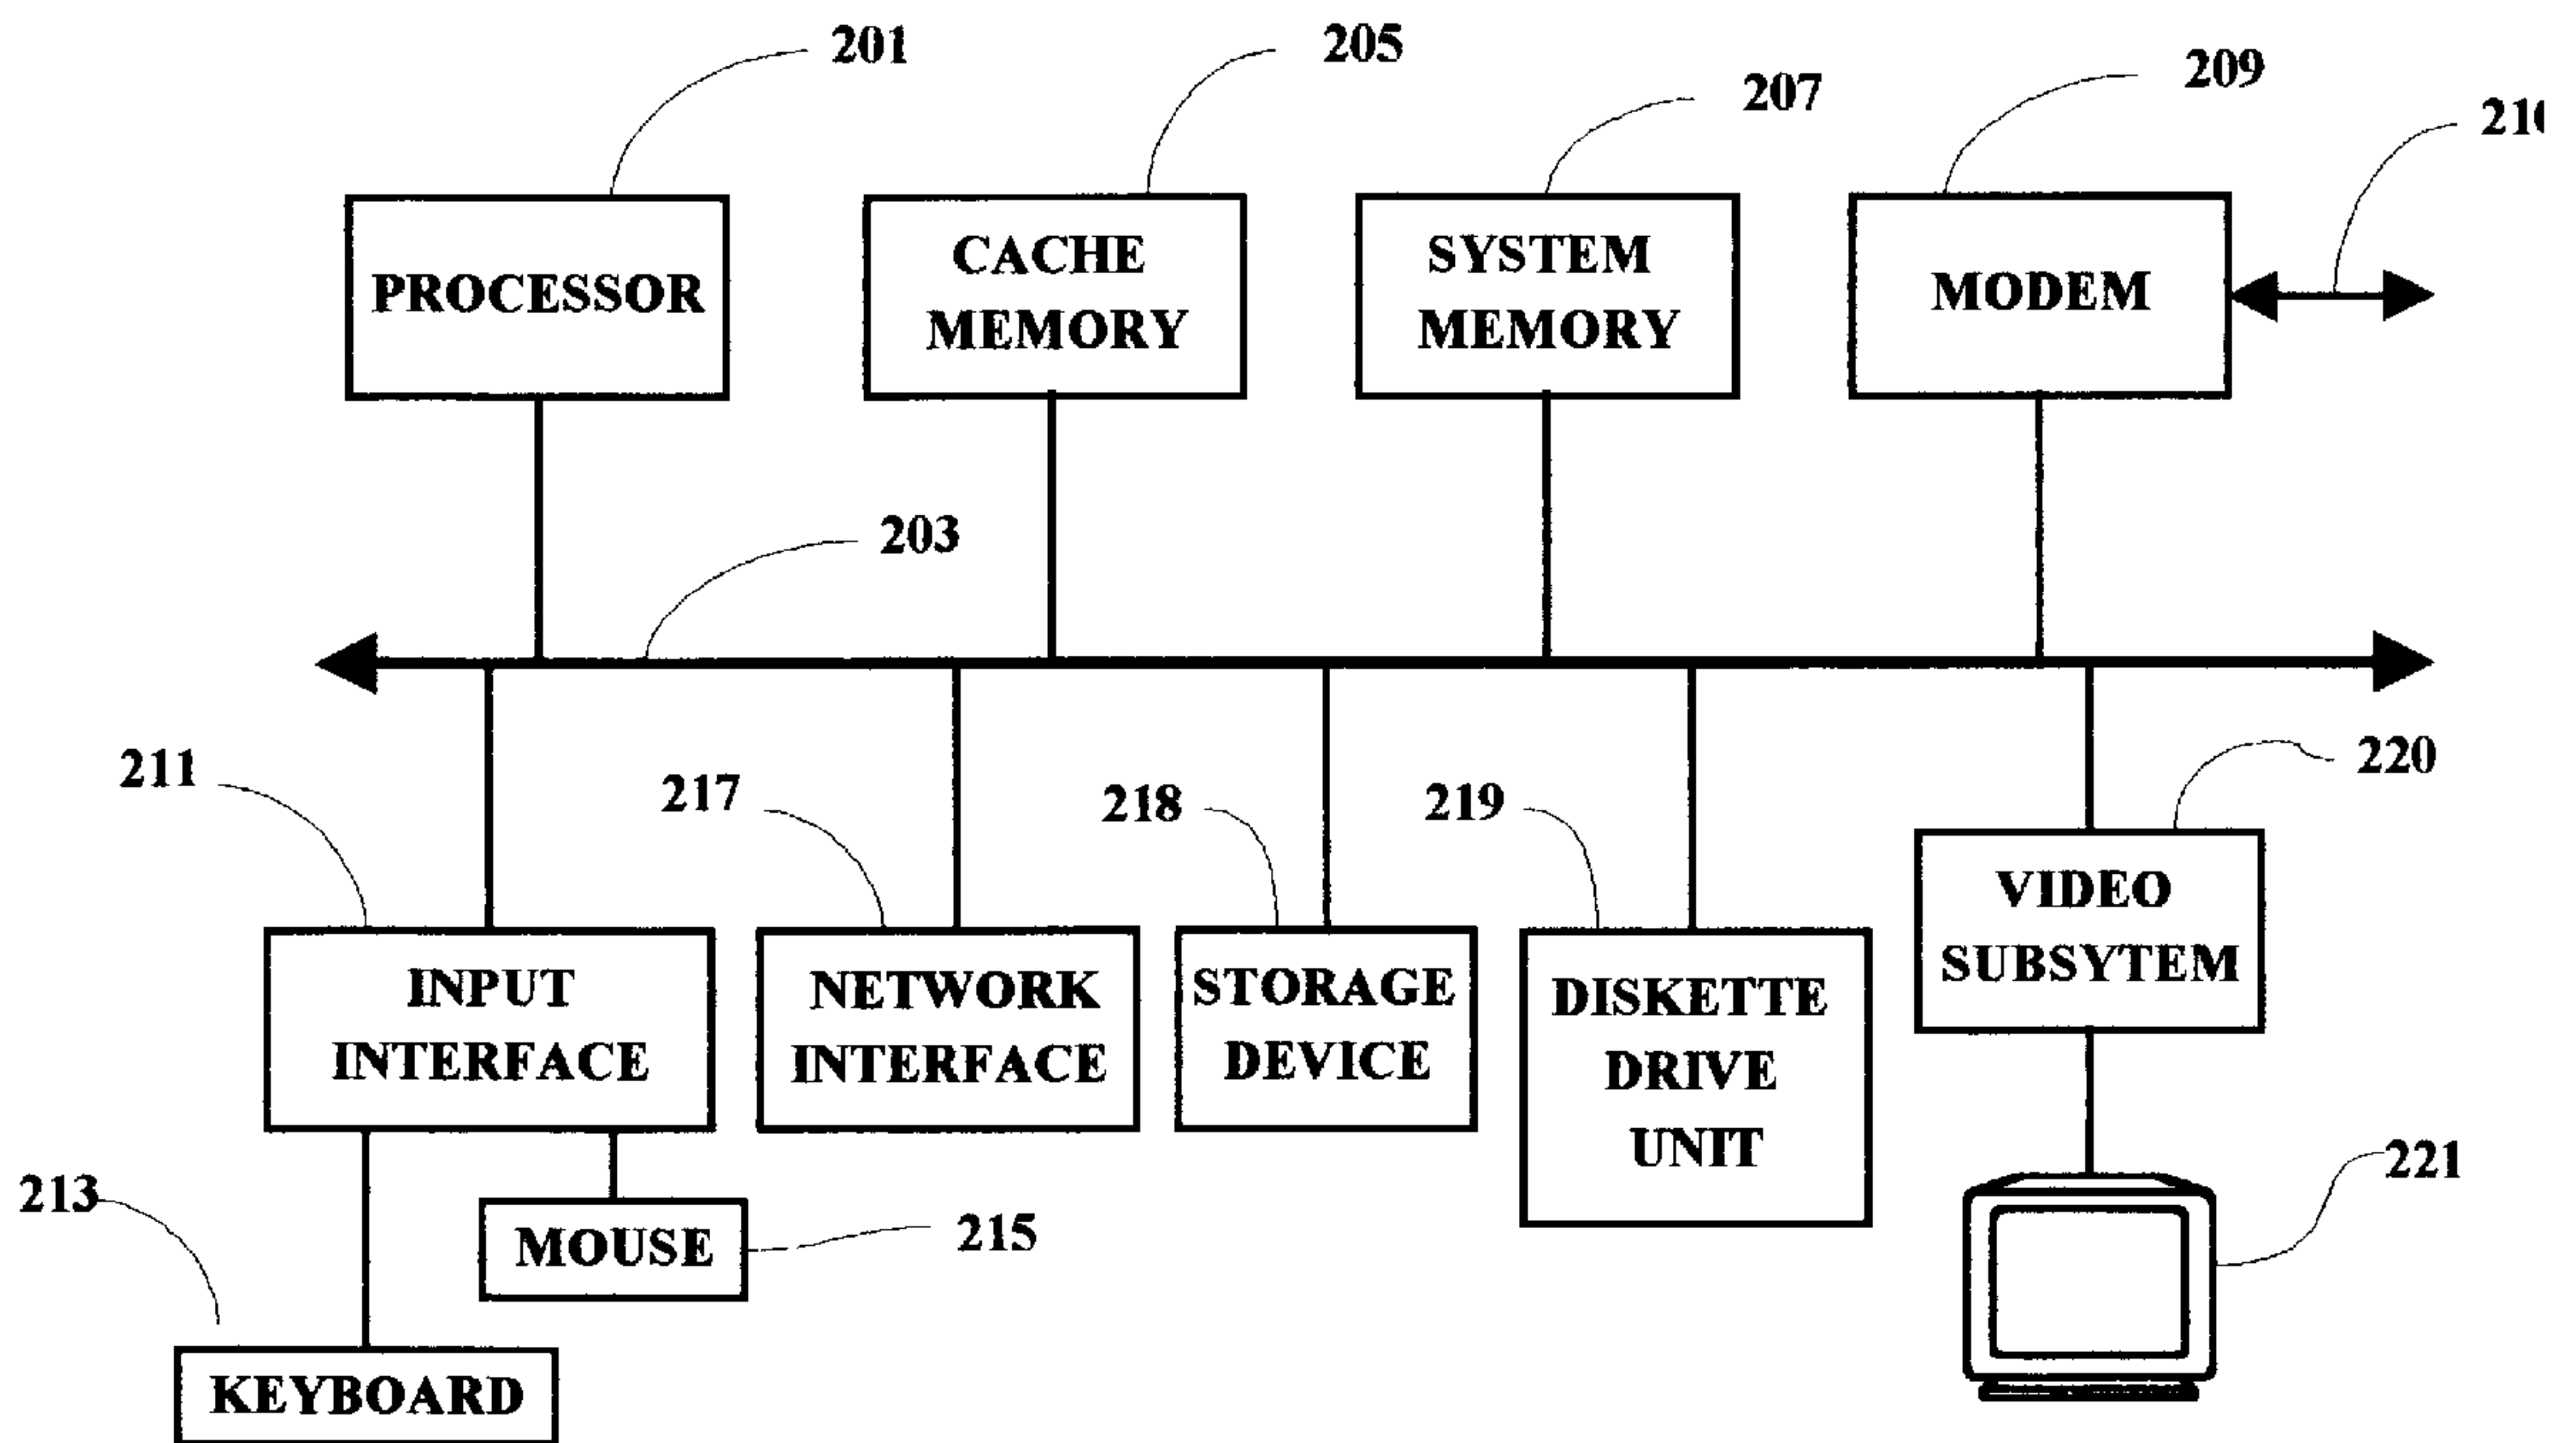 201
205
207
209
PROCESSOR
CACHE
MEMORY
SYSTEM
MEMORY
MODEM
203
211
217
218
219
220
INPUT
INTERFACE
NETWORK
INTERFACE
STORAGE
DEVICE
DISKETTE
DRIVE
UNIT
VIDEO
SUBSYTEM
213
MOUSE
215
221
KEYBOARD